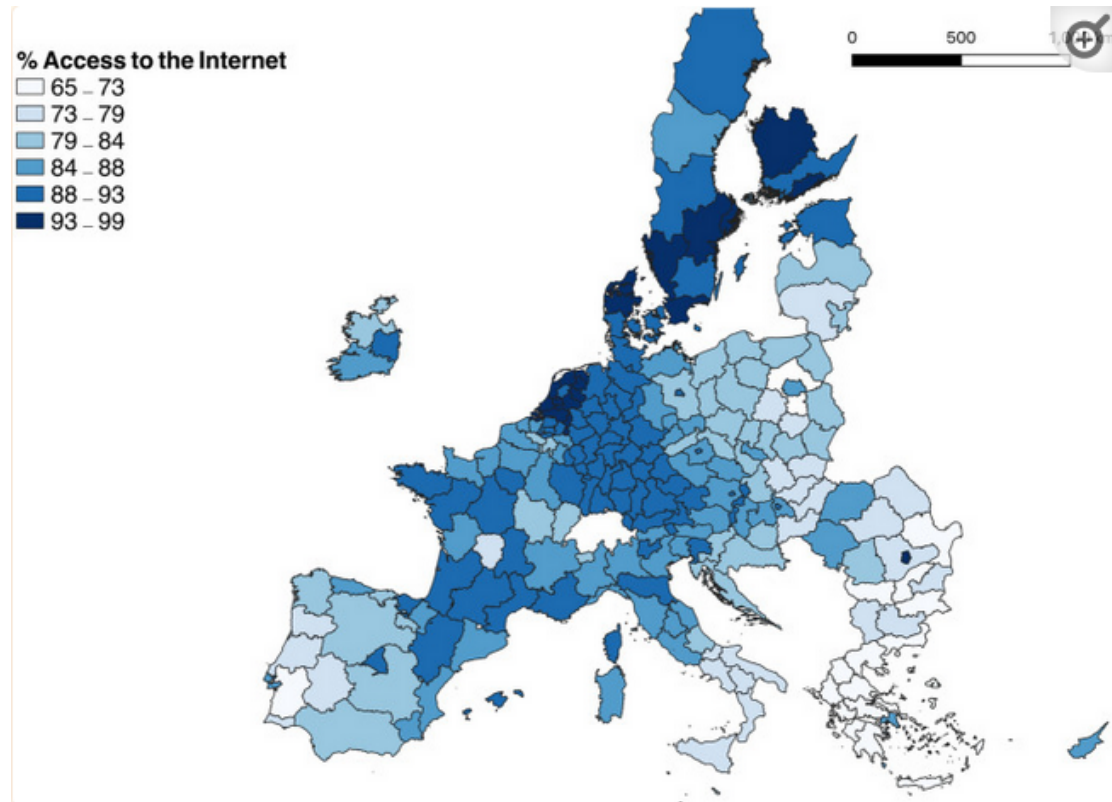 % Access to the Internet
65 – 73
73 – 79
79 – 84
84 – 88
88 – 93
93 – 99
0 500